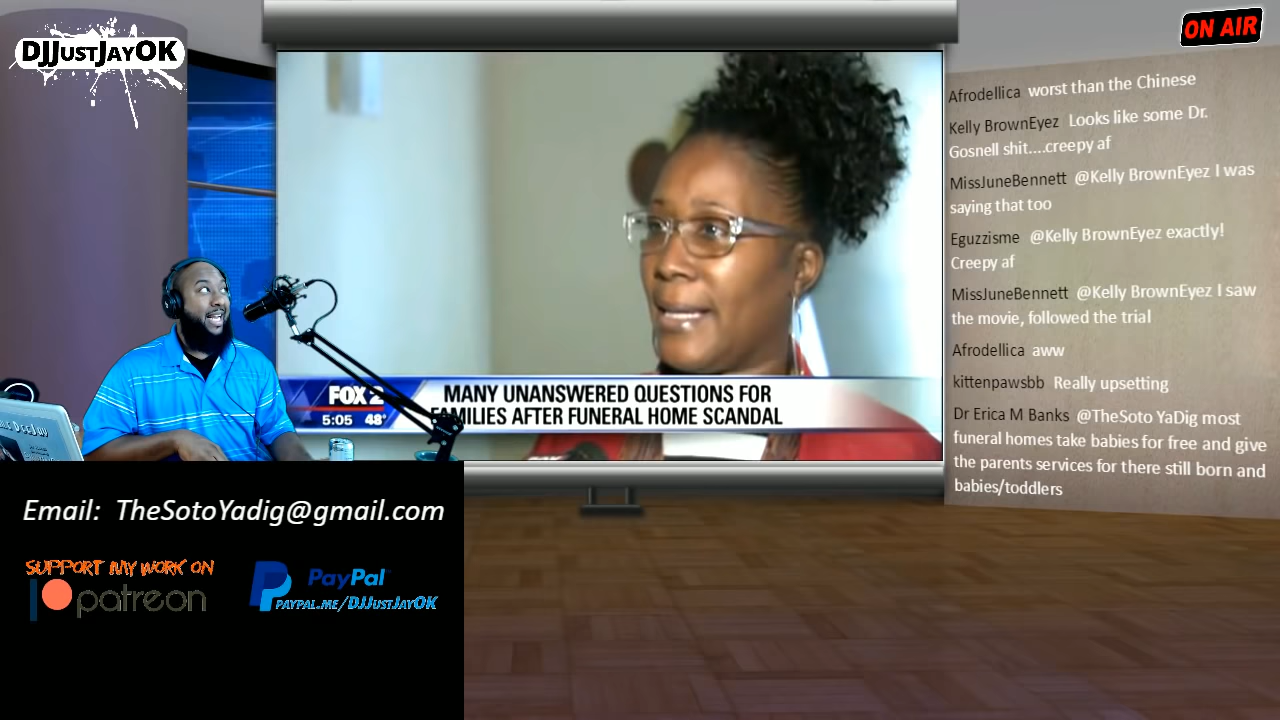 DJJustJayOK
ON AIR
Afrodellica worst than the Chinese
Kelly BrownEyez Looks like some Dr.
Gosnell shit....creepy af
MissJuneBennett @Kelly BrownEyez I was
saying that too
Eguzzisme @Kelly BrownEyez exactly!
Creepy af
MissJuneBennett @Kelly BrownEyez I saw
the movie, followed the trial
Afrodellica aww
kittenpawsbb Really upsetting
Dr Erica M Banks @TheSoto YaDig most
funeral homes take babies for free and give
the parents services for there still born and
babies/toddlers
FOX 2
5:05 48°
MANY UNANSWERED QUESTIONS FOR
FAMILIES AFTER FUNERAL HOME SCANDAL
Email: TheSotoYadig@gmail.com
SUPPORT MY WORK ON
patreon
PayPal
PAYPAL.ME/DJJUSTJAYOK